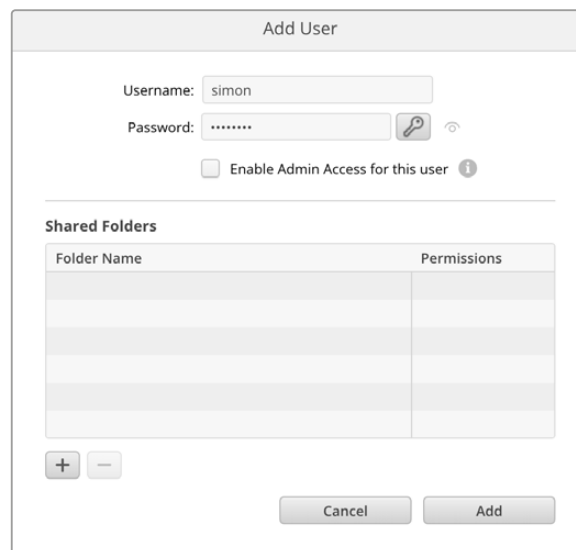 Add User
Username: simon
Password: ••••••••
Enable Admin Access for this user
Shared Folders
Folder Name Permissions
Cancel Add